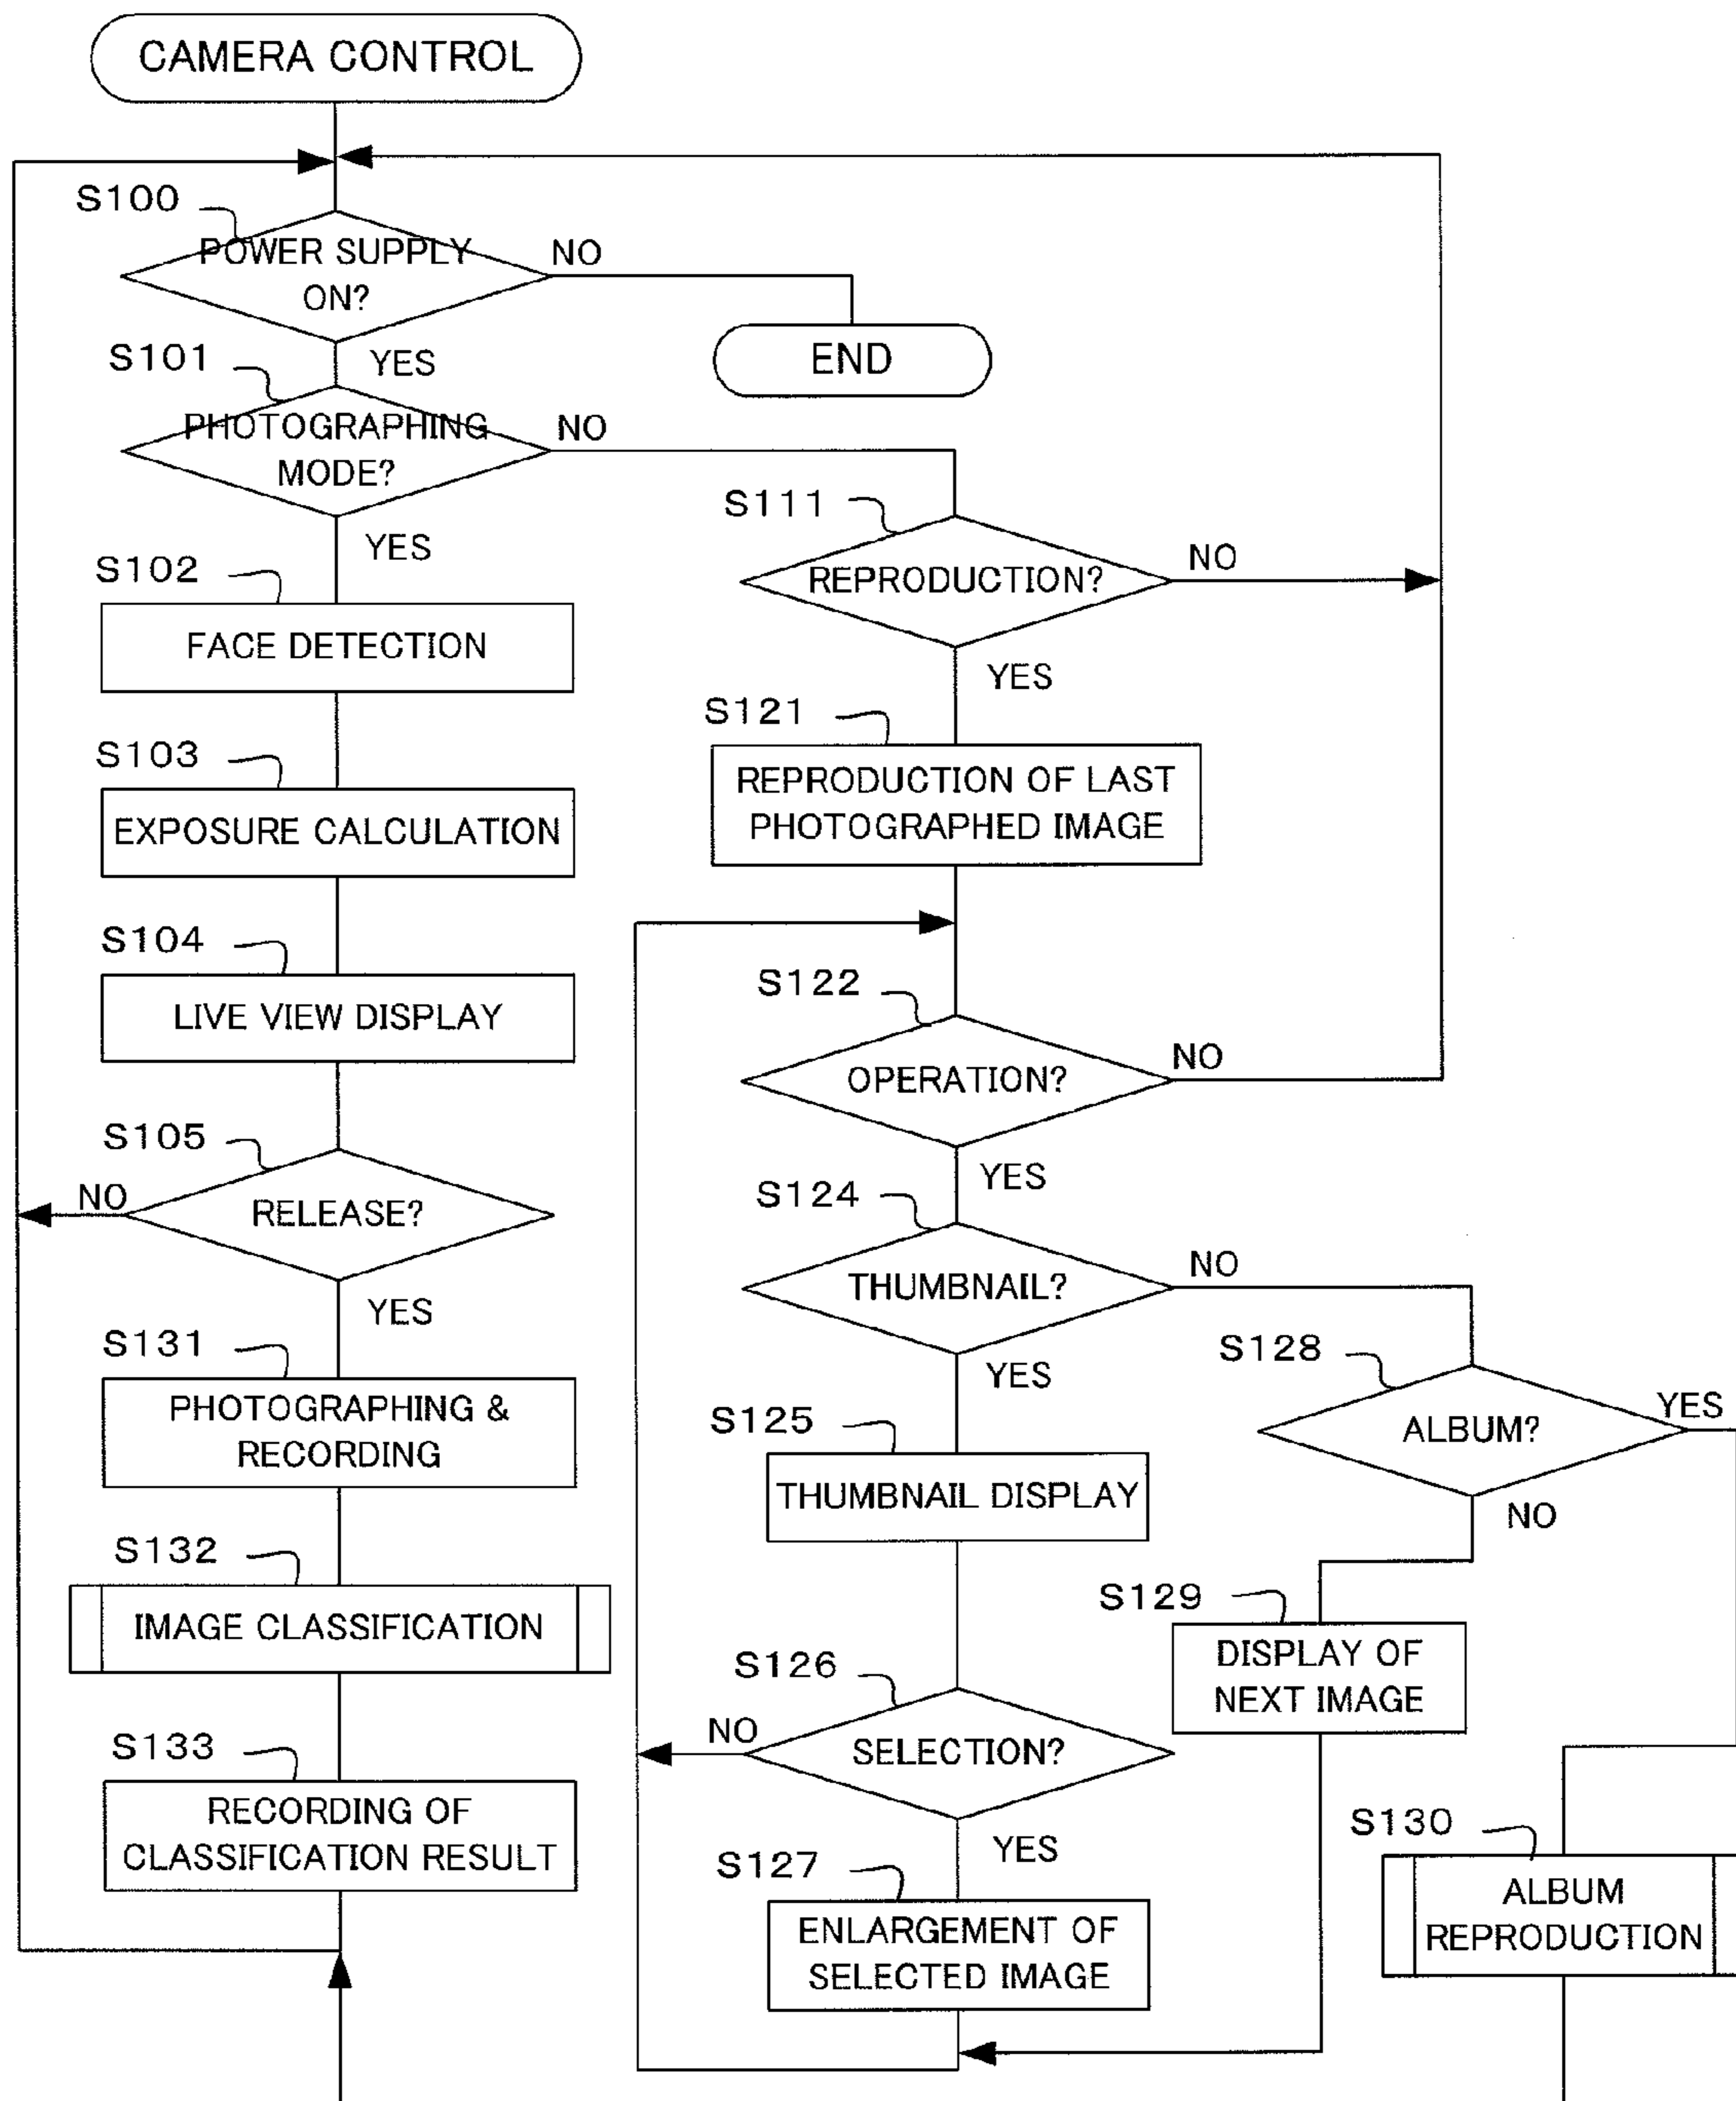 CAMERA CONTROL
S100
POWER SUPPLY
ON?
NO
END
YES
S101
PHOTOGRAPHING
MODE?
NO
YES
S102
FACE DETECTION
S103
EXPOSURE CALCULATION
S104
LIVE VIEW DISPLAY
S105
RELEASE?
NO
YES
S131
PHOTOGRAPHING &
RECORDING
S132
IMAGE CLASSIFICATION
S133
RECORDING OF
CLASSIFICATION RESULT
S111
REPRODUCTION?
NO
YES
S121
REPRODUCTION OF LAST
PHOTOGRAPHED IMAGE
S122
OPERATION?
NO
YES
S124
THUMBNAIL?
NO
YES
S125
THUMBNAIL DISPLAY
S126
SELECTION?
NO
YES
S127
ENLARGEMENT OF
SELECTED IMAGE
S128
ALBUM?
YES
NO
S129
DISPLAY OF
NEXT IMAGE
S130
ALBUM
REPRODUCTION